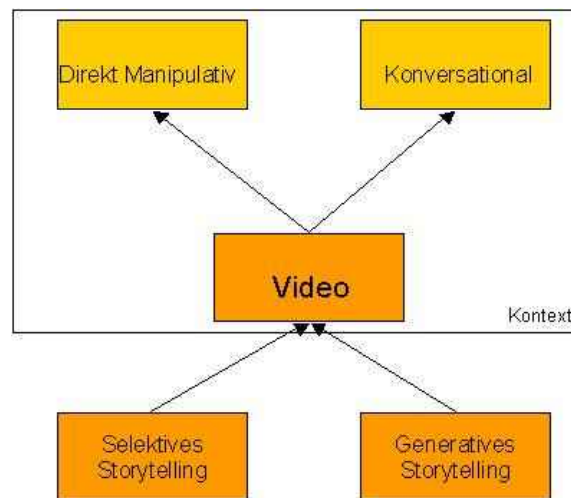 Direkt Manipulativ
Konversational
Video
Kontext
Selektives
Storytelling
Generatives
Storytelling